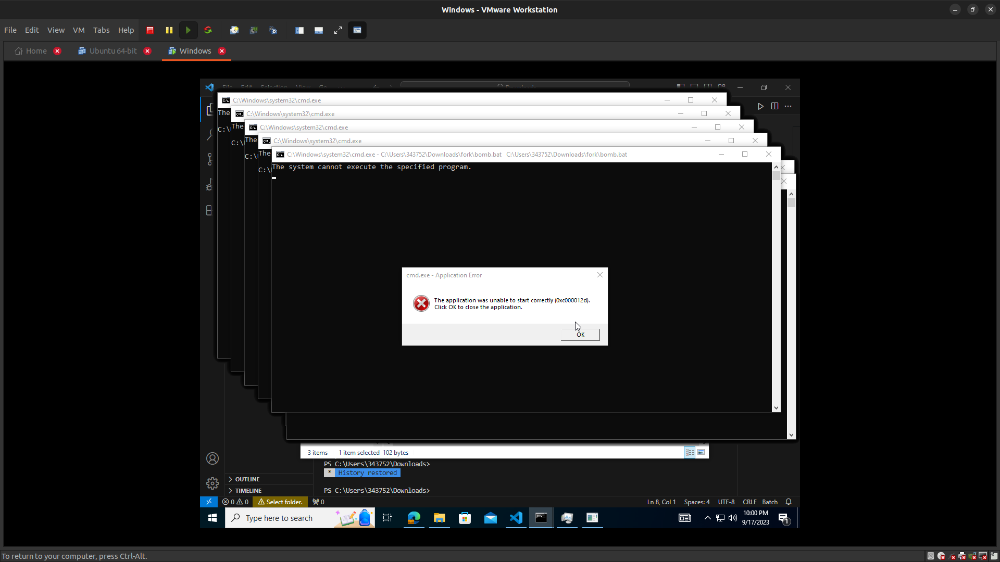 Windows - VMware Workstation
File Edit View VM Tabs Help
Home Ubuntu 64-bit Windows
C:\Windows\system32\cmd.exe
The
C:\
C:\Windows\system32\cmd.exe
The
C:\
C:\Windows\system32\cmd.exe
The
C:\
C:\Windows\system32\cmd.exe
The
C:\
C:\Windows\system32\cmd.exe - C:\Users\343752\Downloads\fork\bomb.bat C:\Users\343752\Downloads\fork\bomb.bat
The system cannot execute the specified program.
cmd.exe - Application Error
The application was unable to start correctly (0xc000012d).
Click OK to close the application.
OK
3 items 1 item selected 102 bytes
PS C:\Users\343752\Downloads>
* History restored
PS C:\Users\343752\Downloads>
OUTLINE
TIMELINE
0 0 Select folder. 0 Ln 8, Col 1 Spaces: 4 UTF-8 CRLF Batch
Type here to search
10:00 PM
9/17/2023
1
To return to your computer, press Ctrl-Alt.